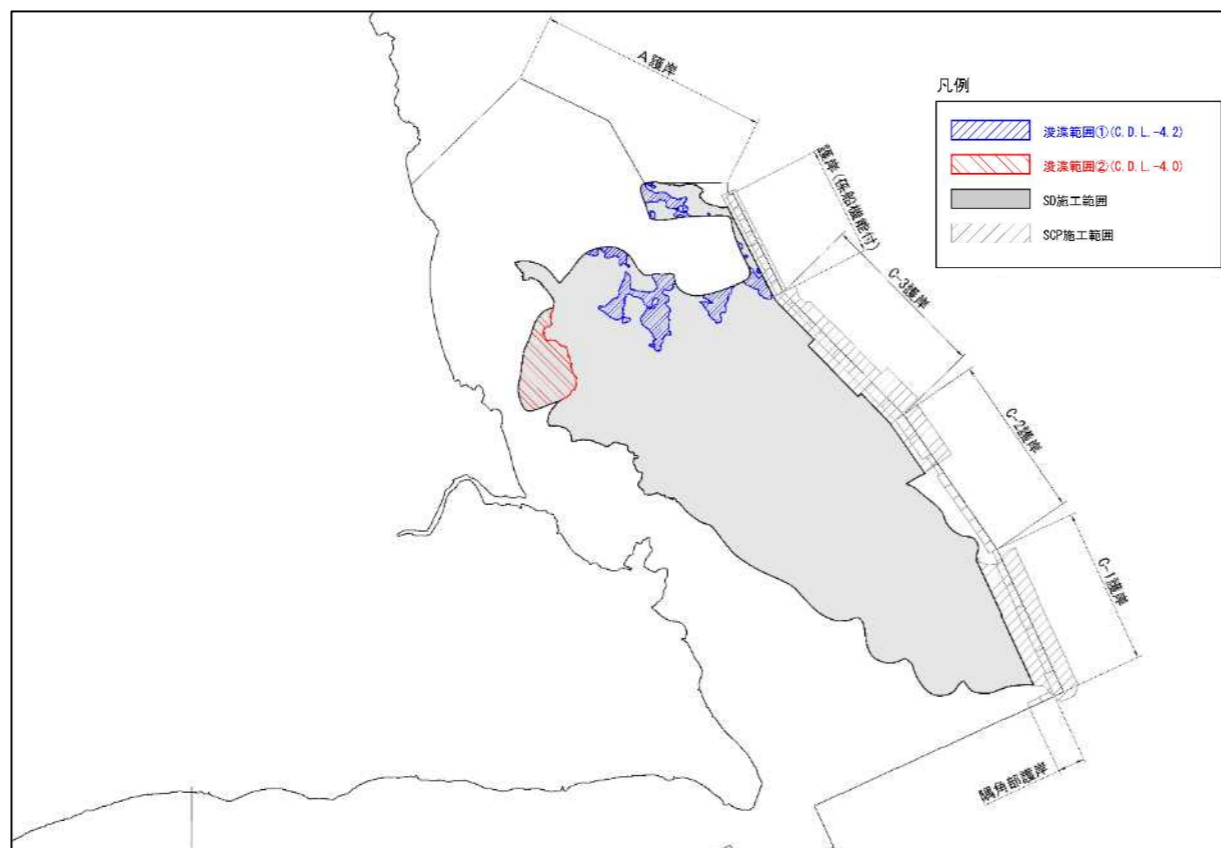 A護岸
凡例
浚渫範囲①(C.D.L.-4.2)
浚渫範囲②(C.D.L.-4.0)
SD施工範囲
SCP施工範囲
護岸(係船機能付)
C-3護岸
C-2護岸
C-1護岸
隅角部護岸